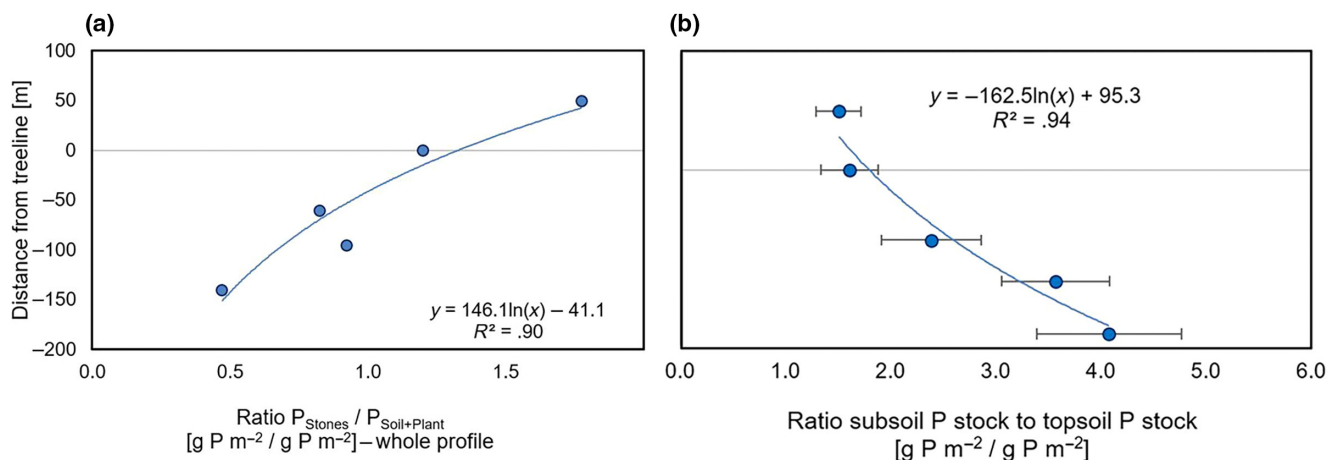 (a)
100
50
0
–50
–100
–150
–200
Distance from treeline [m]
y = 146.1ln(x) – 41.1
R² = .90
0.0 0.5 1.0 1.5
Ratio P_Stones / P_Soil+Plant
[g P m⁻² / g P m⁻²] – whole profile
(b)
y = –162.5ln(x) + 95.3
R² = .94
0.0 1.0 2.0 3.0 4.0 5.0 6.0
Ratio subsoil P stock to topsoil P stock
[g P m⁻² / g P m⁻²]